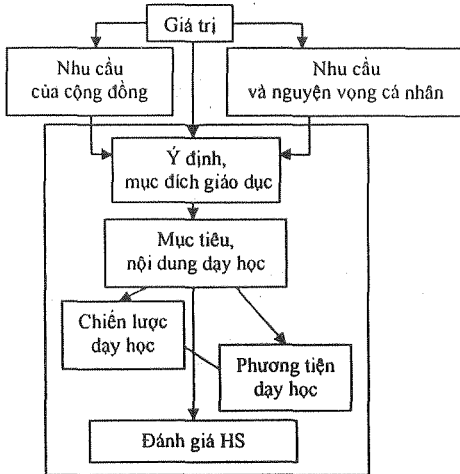 Giá trị
Nhu cầu
của cộng đồng
Nhu cầu
và nguyện vọng cá nhân
Ý định,
mục đích giáo dục
Mục tiêu,
nội dung dạy học
Chiến lược
dạy học
Phương tiện
dạy học
Đánh giá HS